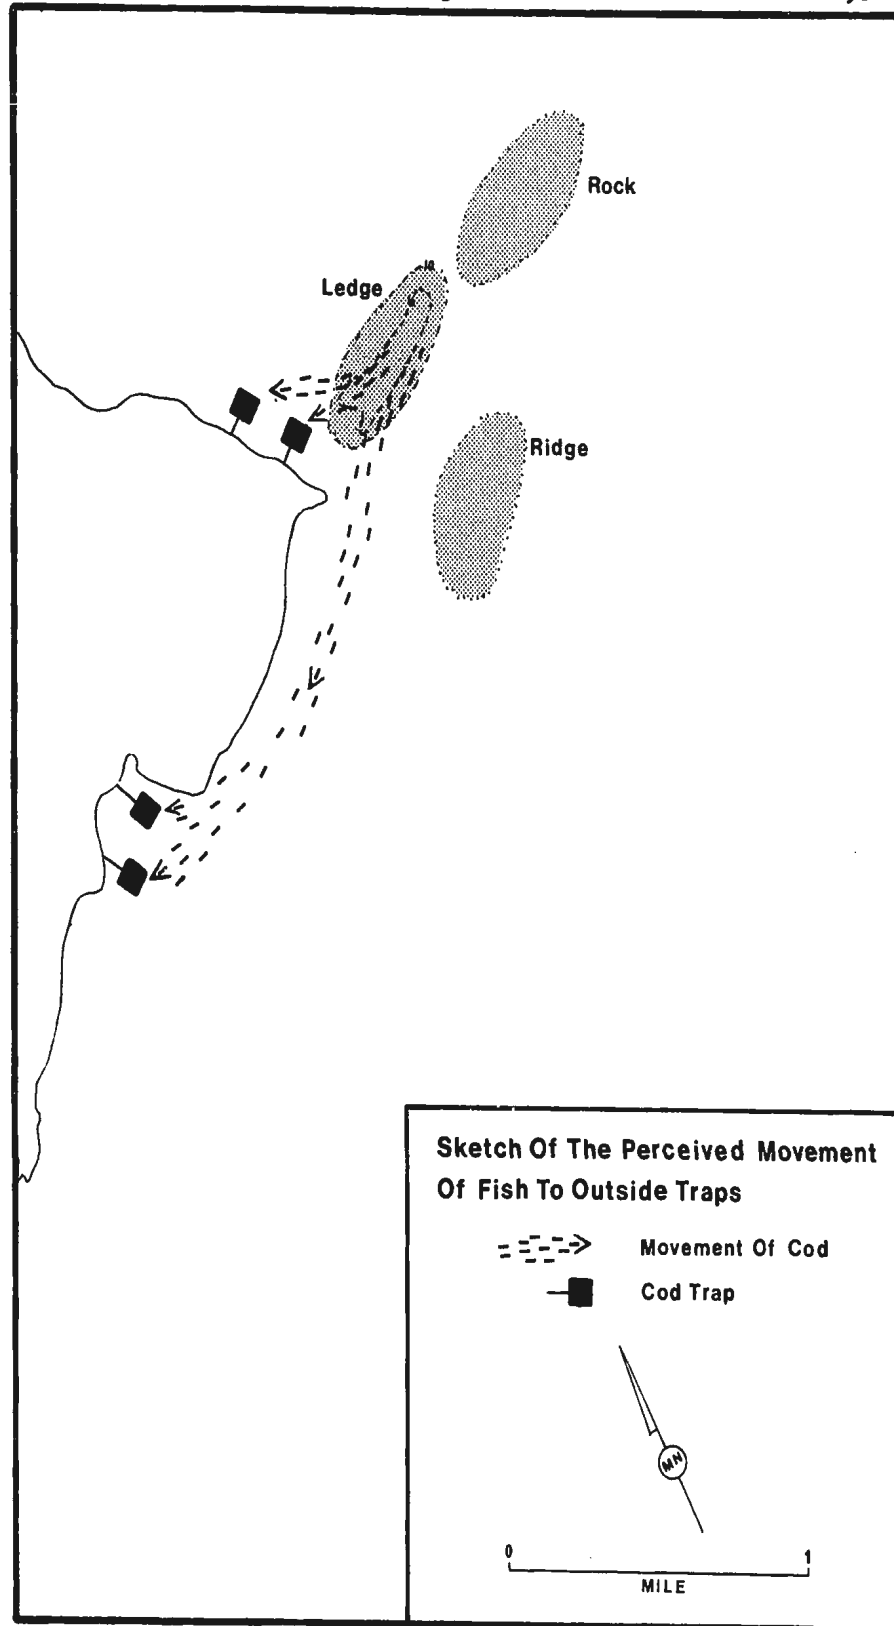 Rock
Ledge
Ridge
Sketch Of The Perceived Movement
Of Fish To Outside Traps
Movement Of Cod
Cod Trap
MN
0 1
MILE